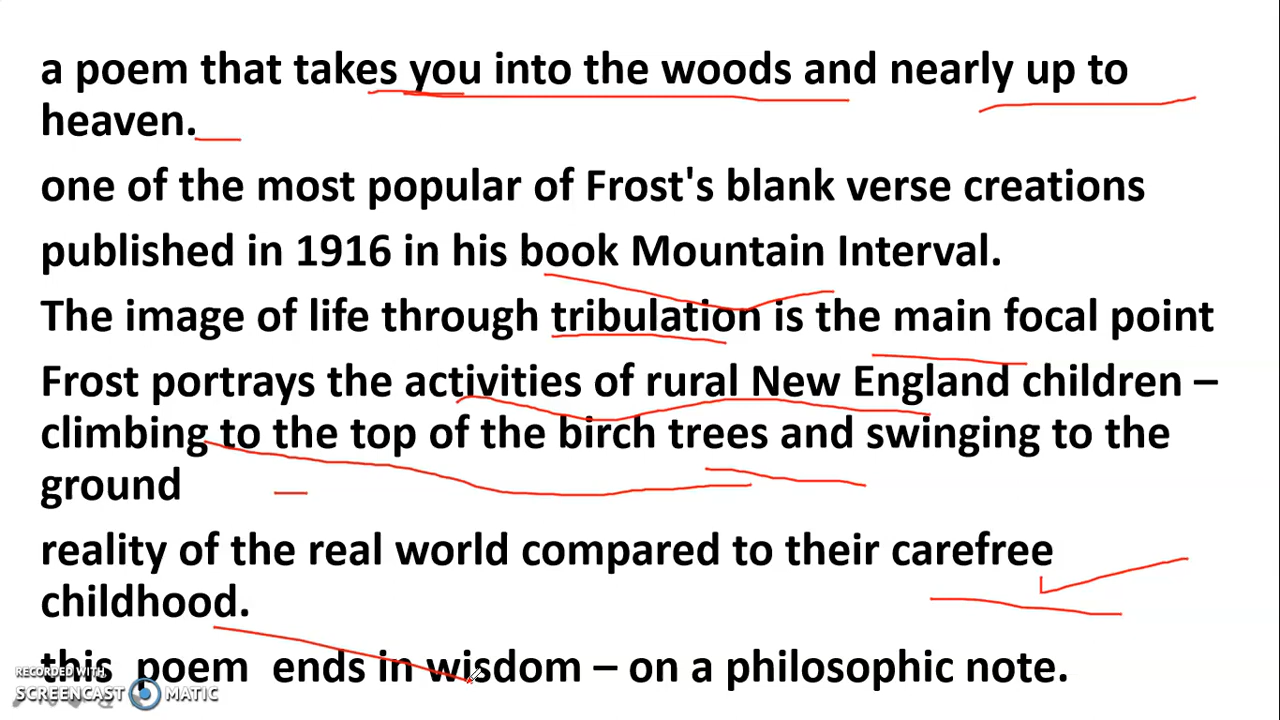 a poem that takes you into the woods and nearly up to
heaven.
one of the most popular of Frost's blank verse creations
published in 1916 in his book Mountain Interval.
The image of life through tribulation is the main focal point
Frost portrays the activities of rural New England children –
climbing to the top of the birch trees and swinging to the
ground
reality of the real world compared to their carefree
childhood.
this poem ends in wisdom – on a philosophic note.
RECORDED WITH
SCREENCAST MATIC